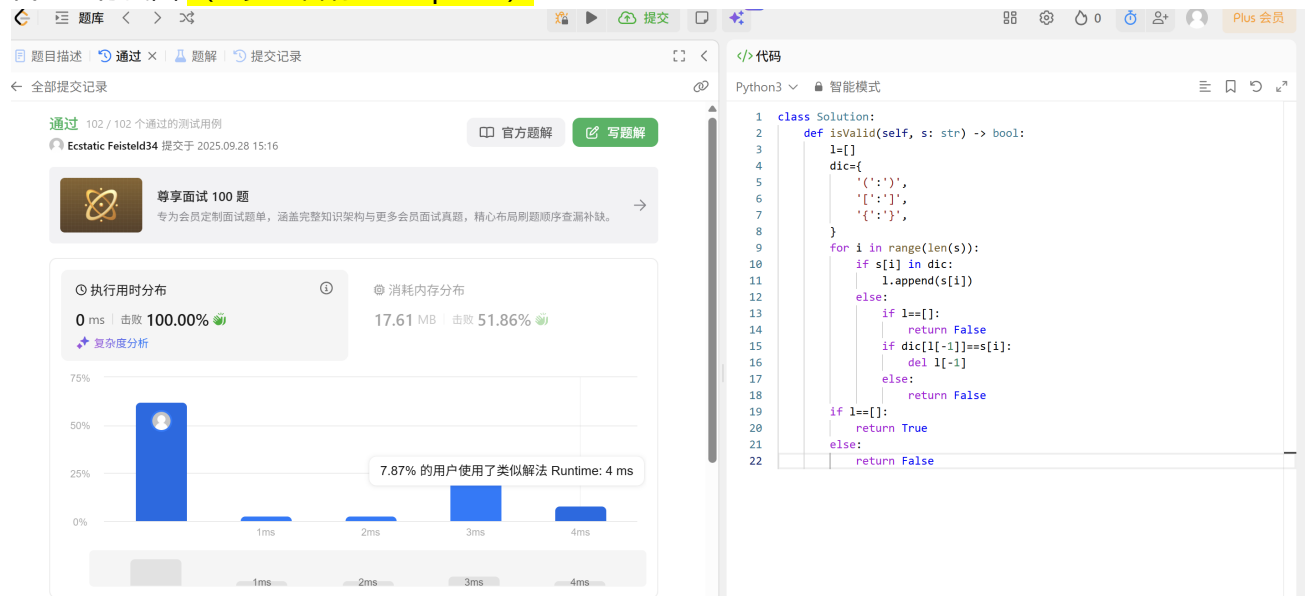 题库
提交
0
Plus 会员
题目描述
通过
题解
提交记录
全部提交记录
通过 102 / 102 个通过的测试用例
Ecstatic Feisteld34 提交于 2025.09.28 15:16
官方题解
写题解
尊享面试 100 题
专为会员定制面试题单，涵盖完整知识架构与更多会员面试真题，精心布局刷题顺序查漏补缺。
执行用时分布
0 ms 击败 100.00%
复杂度分析
消耗内存分布
17.61 MB 击败 51.86%
75%
50%
25%
0%
7.87% 的用户使用了类似解法 Runtime: 4 ms
1ms 2ms 3ms 4ms
1ms 2ms 3ms 4ms
</>代码
Python3 智能模式
1 class Solution:
2 def isValid(self, s: str) -> bool:
3 l=[]
4 dic={
5 '(':')',
6 '[':']',
7 '{':'}',
8 }
9 for i in range(len(s)):
10 if s[i] in dic:
11 l.append(s[i])
12 else:
13 if l==[]:
14 return False
15 if dic[l[-1]]==s[i]:
16 del l[-1]
17 else:
18 return False
19 if l==[]:
20 return True
21 else:
22 return False